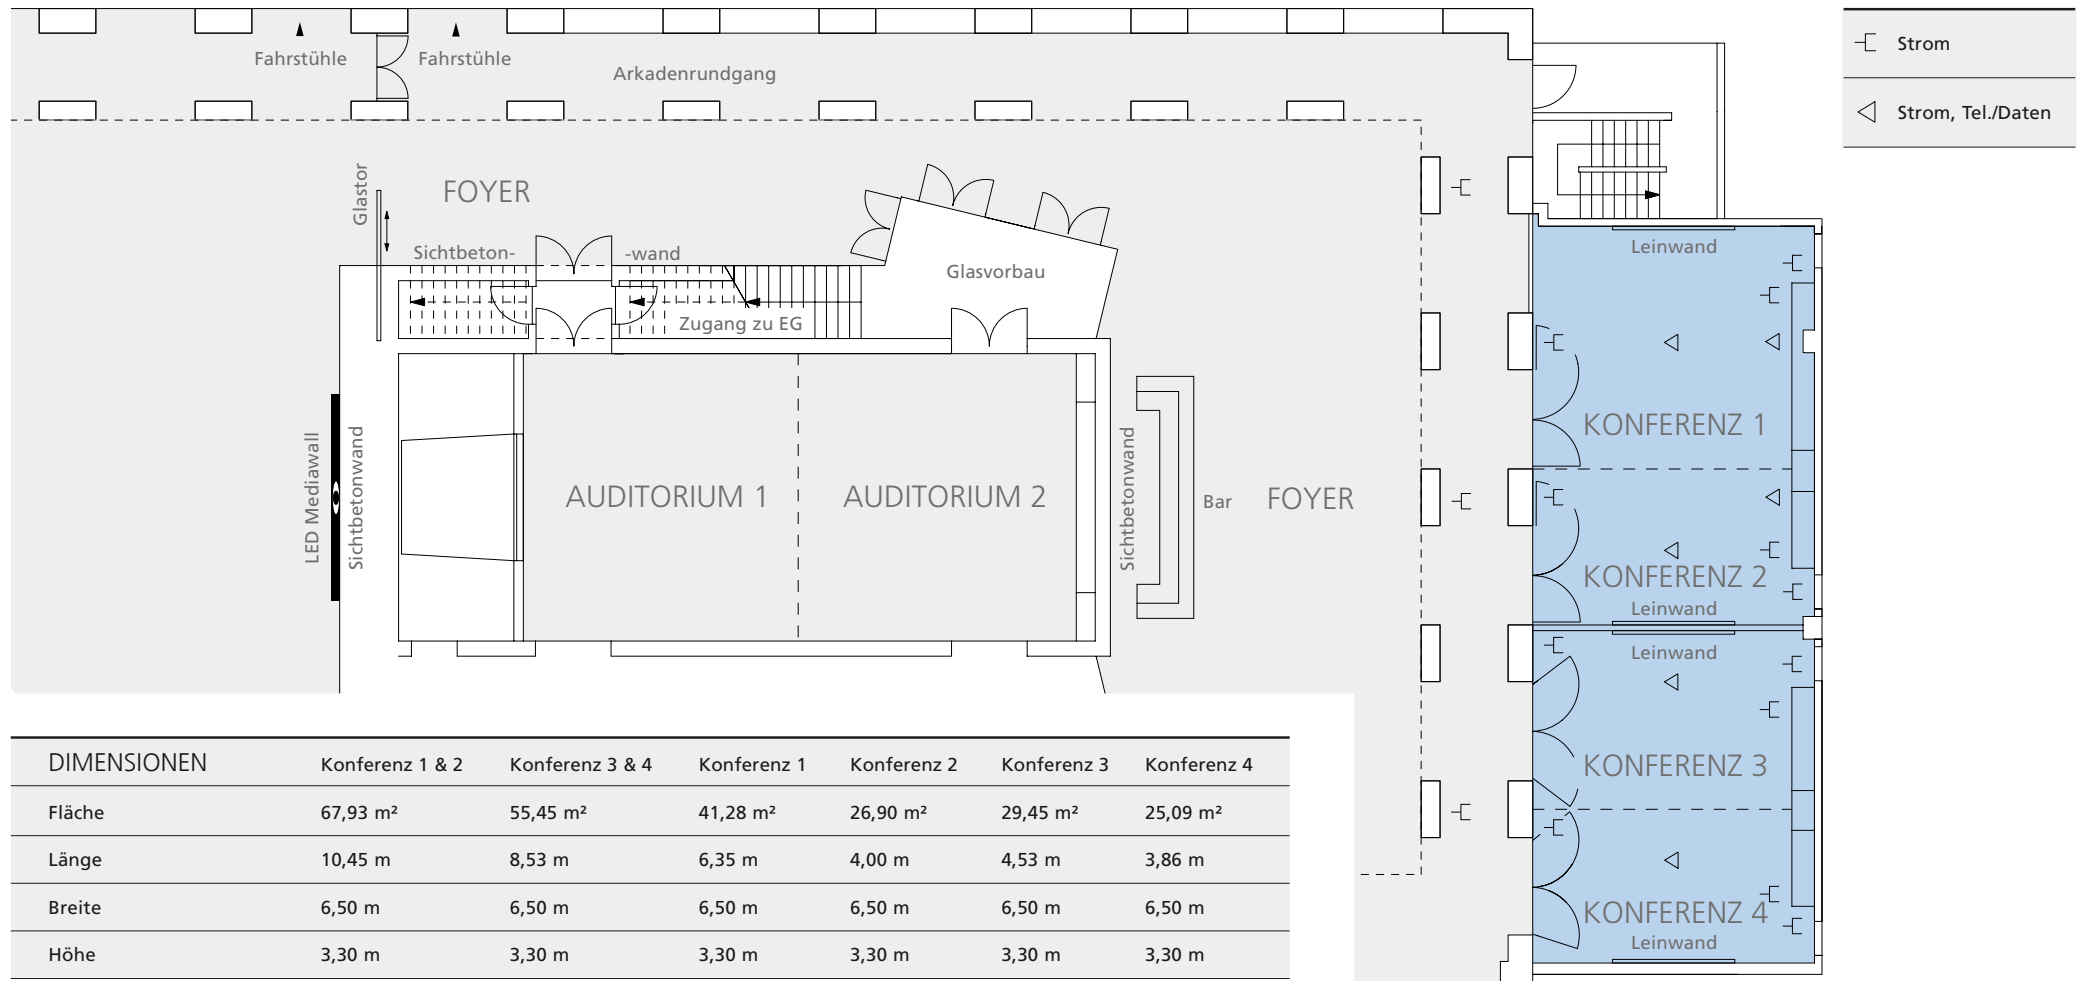 Fahrstühle
Fahrstühle
Arkadenrundgang
Strom
Strom, Tel./Daten
Glastor
FOYER
Sichtbeton-
-wand
Glasvorbau
Zugang zu EG
Leinwand
LED Mediawall
Sichtbetonwand
AUDITORIUM 1
AUDITORIUM 2
Sichtbetonwand
Bar
FOYER
KONFERENZ 1
KONFERENZ 2
Leinwand
Leinwand
KONFERENZ 3
KONFERENZ 4
Leinwand
DIMENSIONEN Konferenz 1 & 2 Konferenz 3 & 4 Konferenz 1 Konferenz 2 Konferenz 3 Konferenz 4
Fläche 67,93 m² 55,45 m² 41,28 m² 26,90 m² 29,45 m² 25,09 m²
Länge 10,45 m 8,53 m 6,35 m 4,00 m 4,53 m 3,86 m
Breite 6,50 m 6,50 m 6,50 m 6,50 m 6,50 m 6,50 m
Höhe 3,30 m 3,30 m 3,30 m 3,30 m 3,30 m 3,30 m